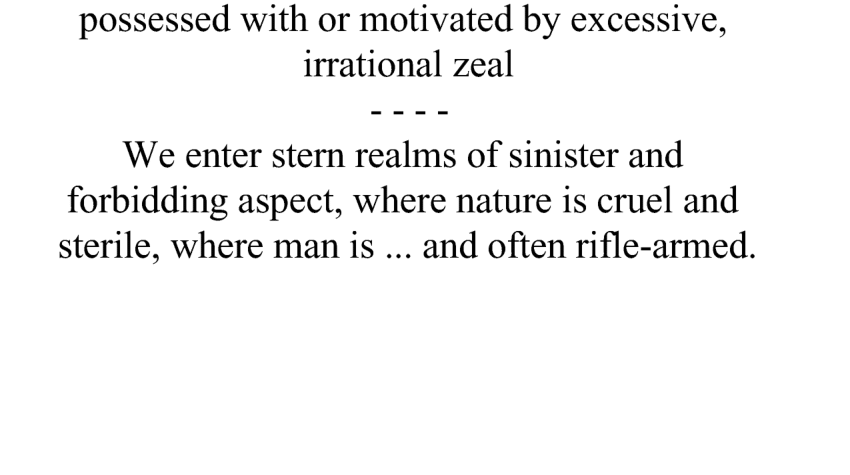 possessed with or motivated by excessive,
irrational zeal
- - - -
We enter stern realms of sinister and
forbidding aspect, where nature is cruel and
sterile, where man is ... and often rifle-armed.